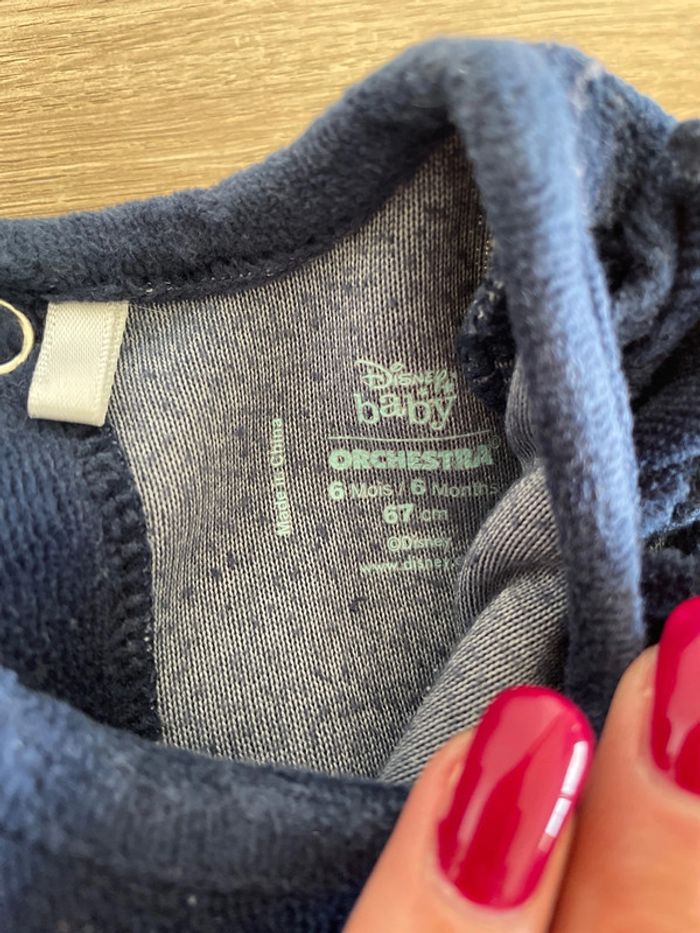 Disney
baby
ORCHESTRA
6 Mois / 6 Months
67 cm
©Disney
Made in China